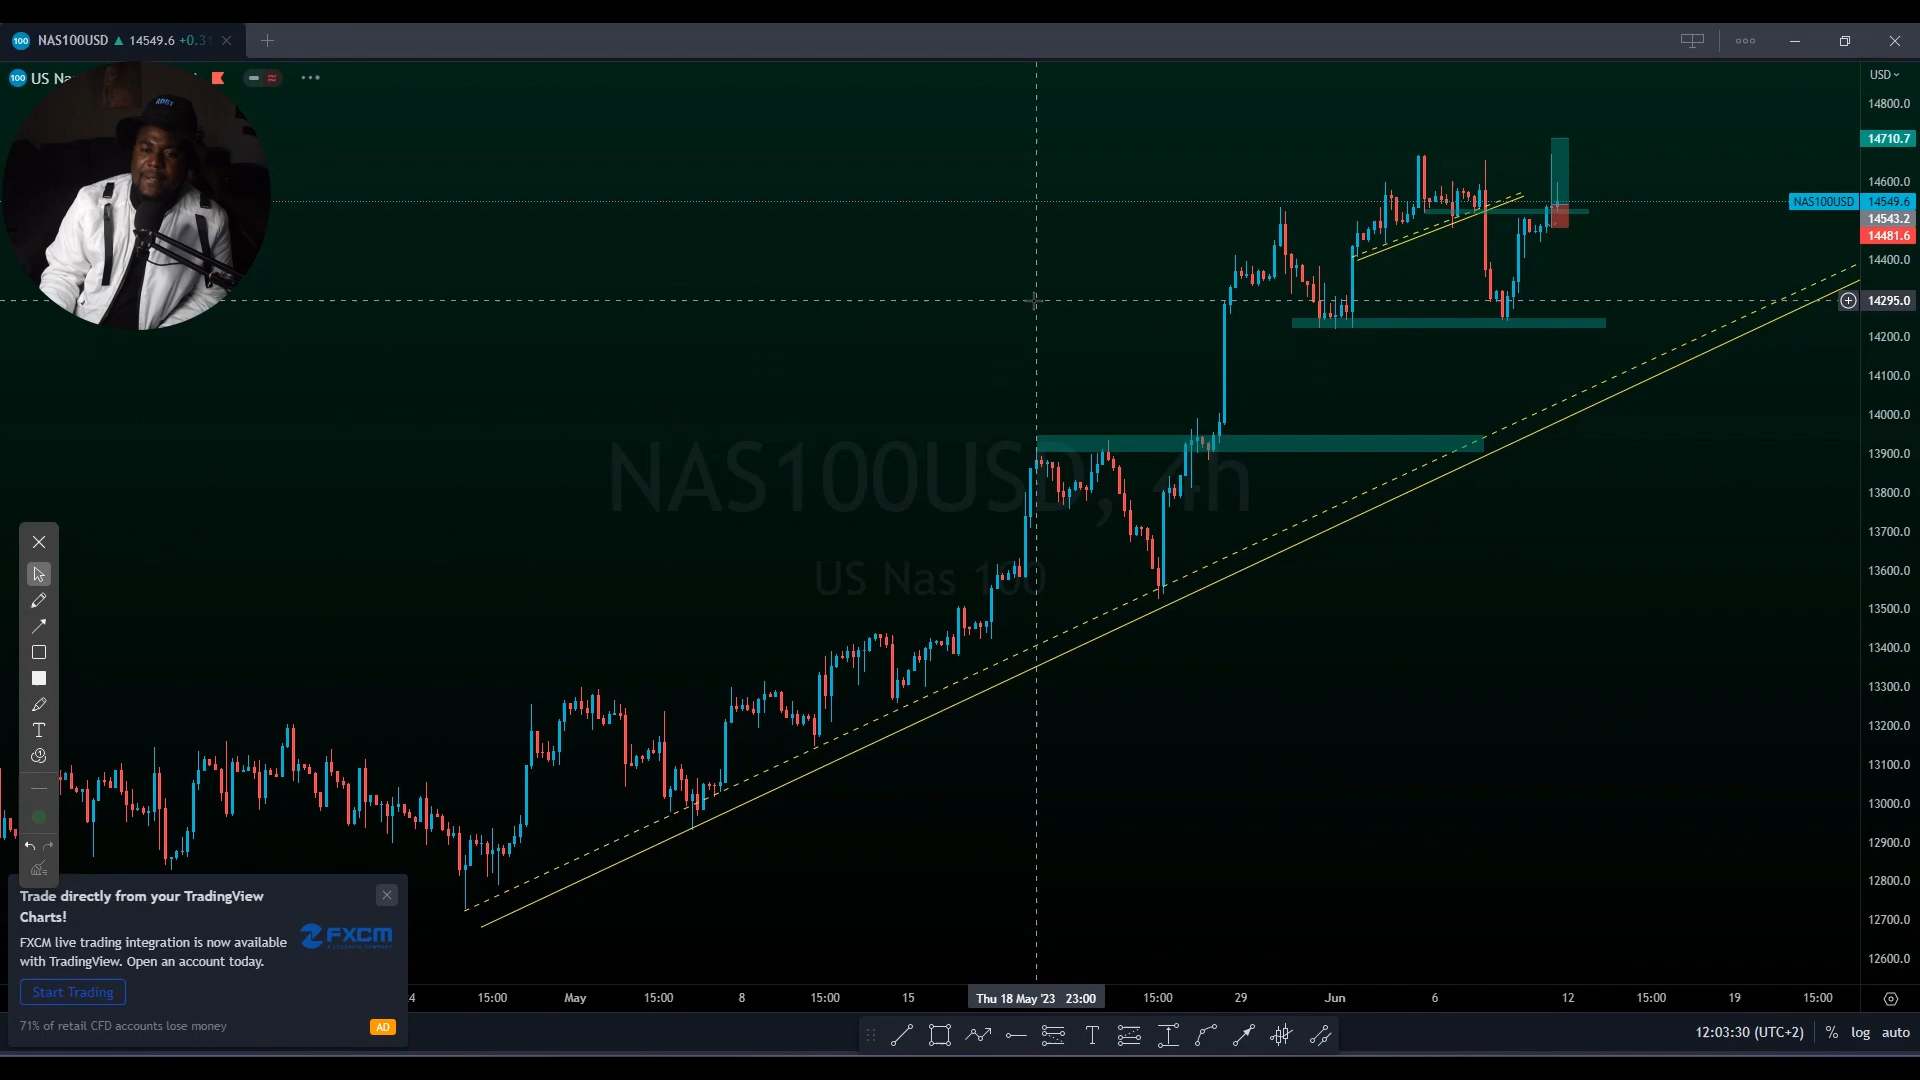 NAS100USD ▲ 14549.6 +0.31
US Na
USD
14800.0
14710.7
14600.0
NAS100USD 14549.6
14543.2
14481.6
14400.0
14295.0
14200.0
14100.0
14000.0
13900.0
13800.0
13700.0
13600.0
13500.0
13400.0
13300.0
13200.0
13100.0
13000.0
12900.0
12800.0
12700.0
12600.0
NAS100USD, 4h
US Nas 100
Trade directly from your TradingView
Charts!
FXCM
FXCM live trading integration is now available
with TradingView. Open an account today.
Start Trading
71% of retail CFD accounts lose money
AD
4 15:00 May 15:00 8 15:00 15 Thu 18 May '23 23:00 15:00 29 Jun 6 12 15:00 19 15:00
12:03:30 (UTC+2) % log auto